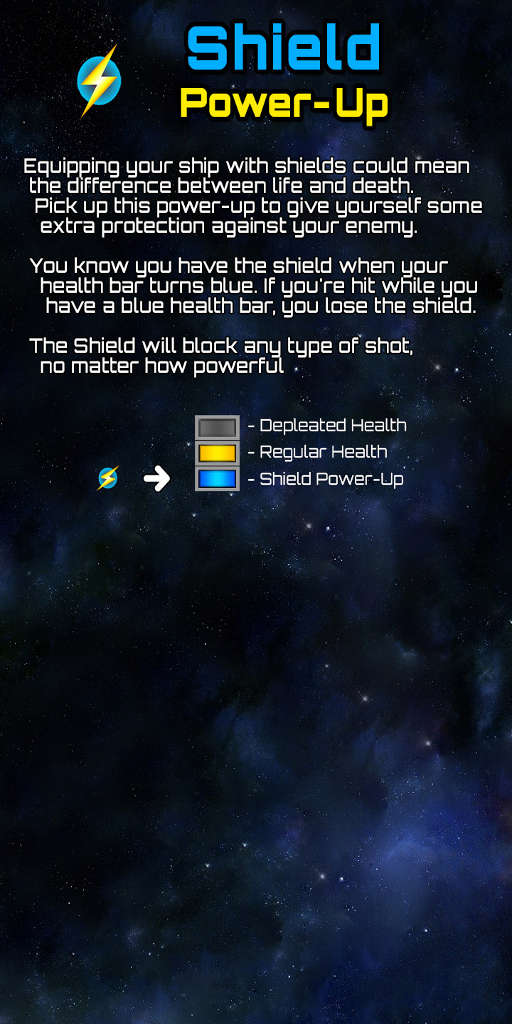 Shield
Power-Up
Equipping your ship with shields could mean
the difference between life and death.
Pick up this power-up to give yourself some
extra protection against your enemy.
You know you have the shield when your
health bar turns blue. If you're hit while you
have a blue health bar, you lose the shield.
The Shield will block any type of shot,
no matter how powerful
- Depleated Health
- Regular Health
- Shield Power-Up